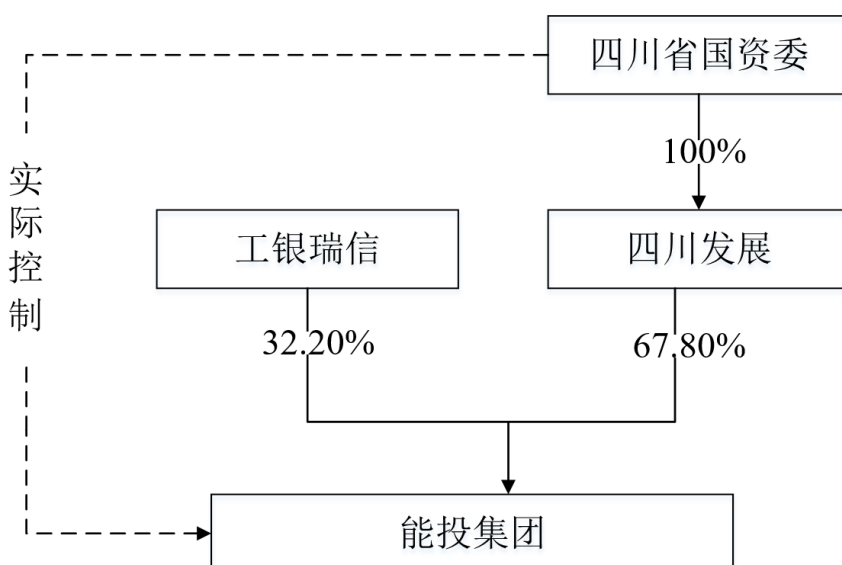 四川省国资委
100%
实际控制
工银瑞信
四川发展
32.20%
67.80%
能投集团